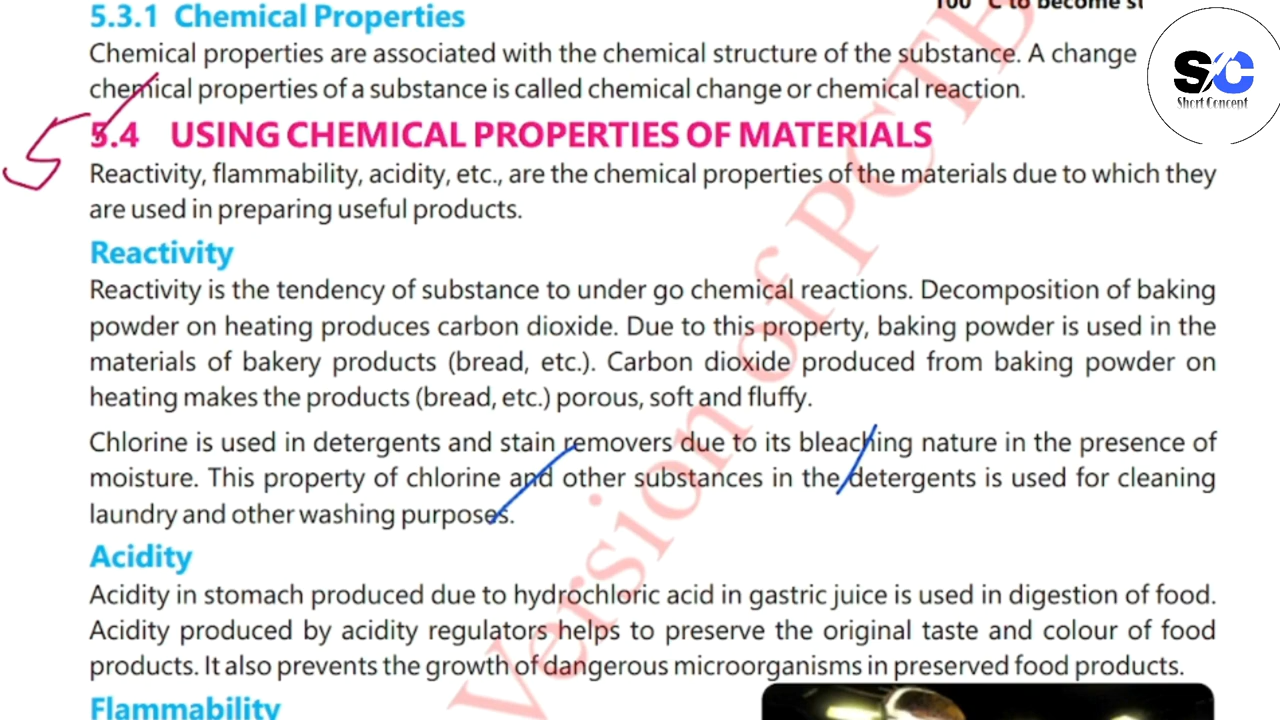 100 °C to become st
5.3.1 Chemical Properties
Chemical properties are associated with the chemical structure of the substance. A change
chemical properties of a substance is called chemical change or chemical reaction.
SC
Short Concept
5.4 USING CHEMICAL PROPERTIES OF MATERIALS
Reactivity, flammability, acidity, etc., are the chemical properties of the materials due to which they
are used in preparing useful products.
Reactivity
Reactivity is the tendency of substance to under go chemical reactions. Decomposition of baking
powder on heating produces carbon dioxide. Due to this property, baking powder is used in the
materials of bakery products (bread, etc.). Carbon dioxide produced from baking powder on
heating makes the products (bread, etc.) porous, soft and fluffy.
Chlorine is used in detergents and stain removers due to its bleaching nature in the presence of
moisture. This property of chlorine and other substances in the detergents is used for cleaning
laundry and other washing purposes.
Acidity
Acidity in stomach produced due to hydrochloric acid in gastric juice is used in digestion of food.
Acidity produced by acidity regulators helps to preserve the original taste and colour of food
products. It also prevents the growth of dangerous microorganisms in preserved food products.
Flammability
Version of PCTB